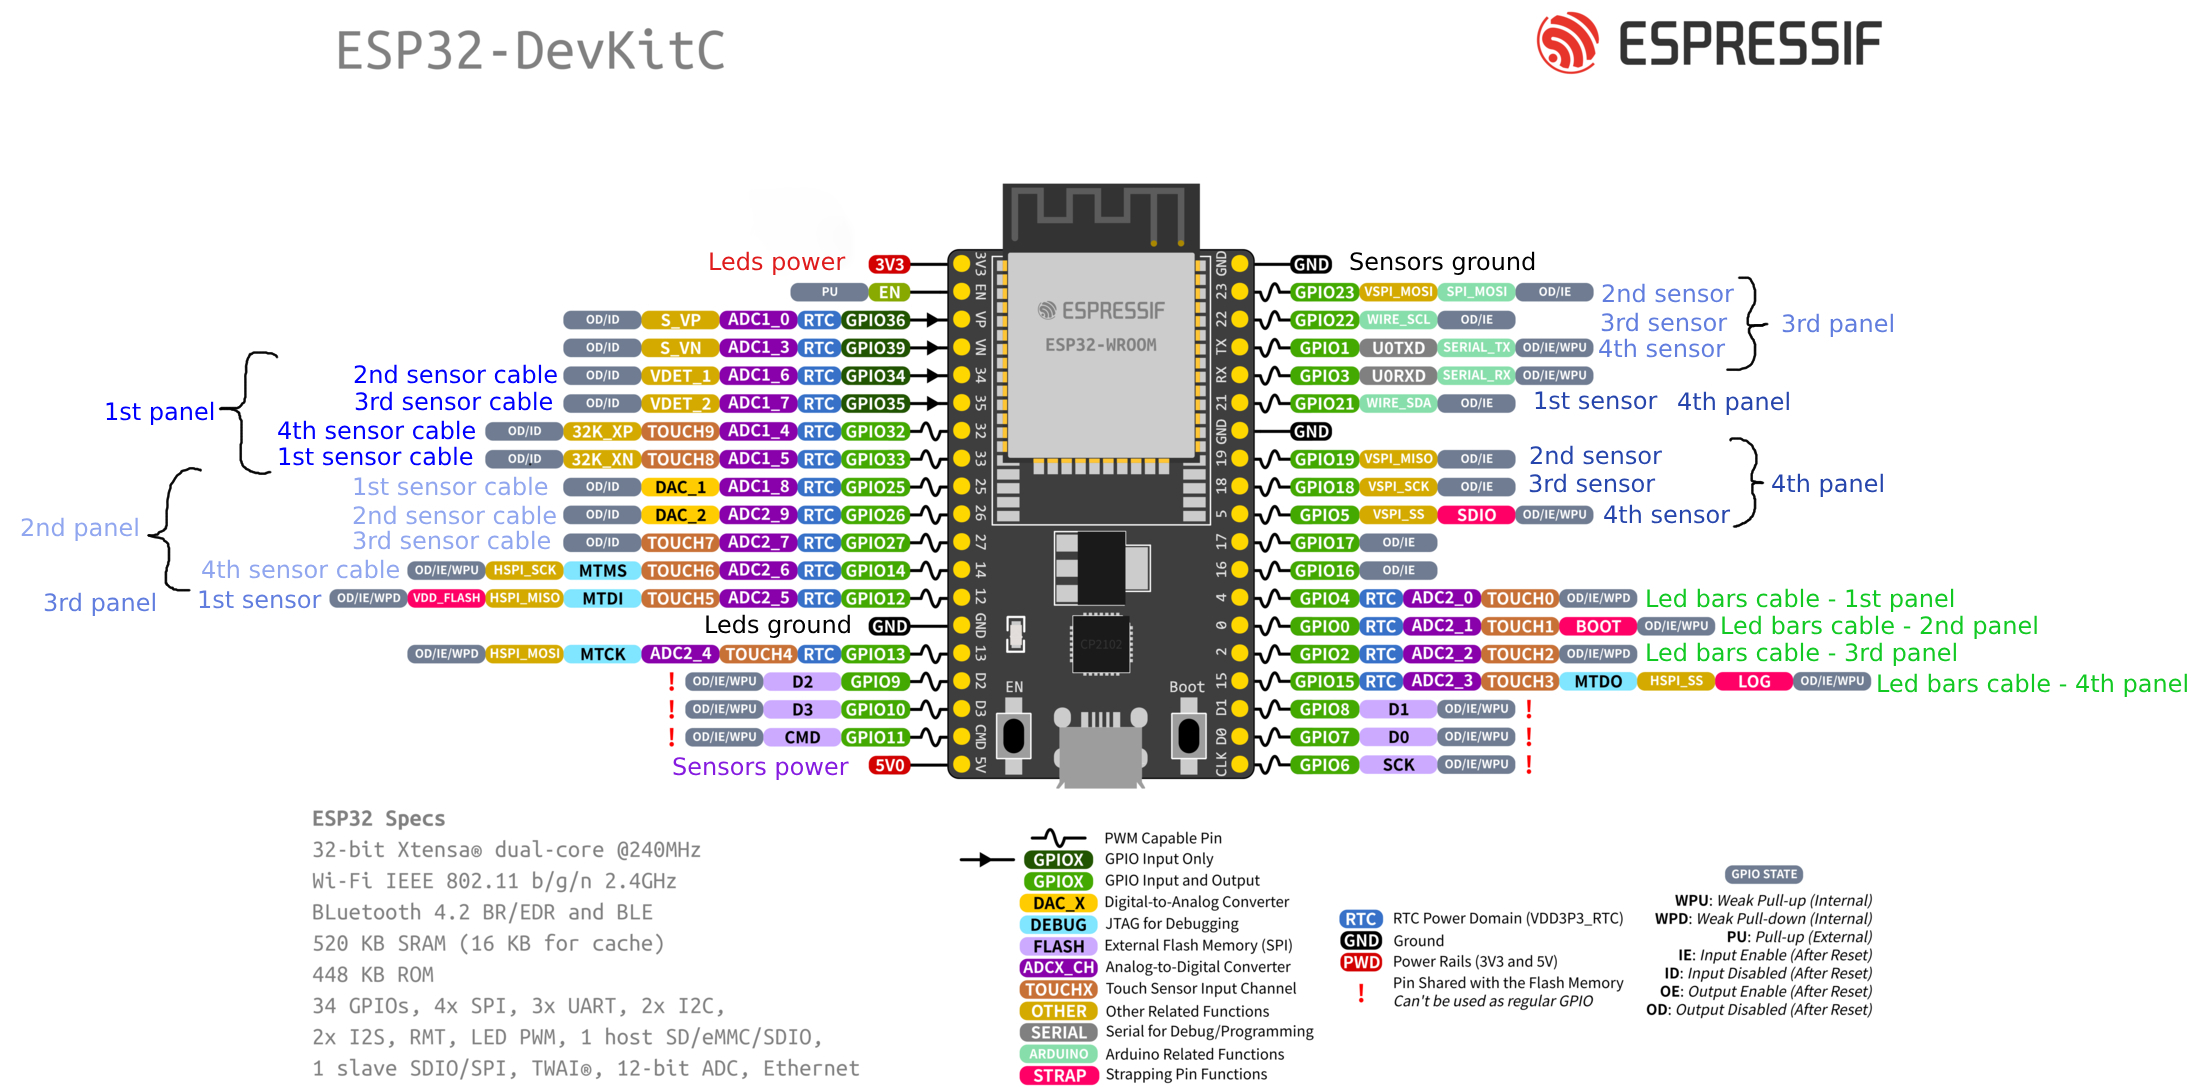 ESP32-DevKitC
ESPRESSIF
Leds power 3V3 3V3 GND GND Sensors ground
PU EN EN 23 GPIO23 VSPI_MOSI SPI_MOSI OD/IE 2nd sensor
OD/ID S_VP ADC1_0 RTC GPIO36 VP 22 GPIO22 WIRE_SCL OD/IE 3rd sensor 3rd panel
OD/ID S_VN ADC1_3 RTC GPIO39 VN TX GPIO1 U0TXD SERIAL_TX OD/IE/WPU 4th sensor
2nd sensor cable OD/ID VDET_1 ADC1_6 RTC GPIO34 34 RX GPIO3 U0RXD SERIAL_RX OD/IE/WPU
1st panel 3rd sensor cable OD/ID VDET_2 ADC1_7 RTC GPIO35 35 21 GPIO21 WIRE_SDA OD/IE 1st sensor 4th panel
4th sensor cable OD/ID 32K_XP TOUCH9 ADC1_4 RTC GPIO32 32 GND GND
1st sensor cable OD/ID 32K_XN TOUCH8 ADC1_5 RTC GPIO33 33 19 GPIO19 VSPI_MISO OD/IE 2nd sensor
1st sensor cable OD/ID DAC_1 ADC1_8 RTC GPIO25 25 18 GPIO18 VSPI_SCK OD/IE 3rd sensor 4th panel
2nd panel 2nd sensor cable OD/ID DAC_2 ADC2_9 RTC GPIO26 26 5 GPIO5 VSPI_SS SDIO OD/IE/WPU 4th sensor
3rd sensor cable OD/ID TOUCH7 ADC2_7 RTC GPIO27 27 17 GPIO17 OD/IE
4th sensor cable OD/IE/WPU HSPI_SCK MTMS TOUCH6 ADC2_6 RTC GPIO14 14 16 GPIO16 OD/IE
3rd panel 1st sensor OD/IE/WPD VDD_FLASH HSPI_MISO MTDI TOUCH5 ADC2_5 RTC GPIO12 12 4 GPIO4 RTC ADC2_0 TOUCH0 OD/IE/WPD Led bars cable - 1st panel
Leds ground GND GND 0 GPIO0 RTC ADC2_1 TOUCH1 BOOT OD/IE/WPU Led bars cable - 2nd panel
OD/IE/WPD HSPI_MOSI MTCK ADC2_4 TOUCH4 RTC GPIO13 13 2 GPIO2 RTC ADC2_2 TOUCH2 OD/IE/WPD Led bars cable - 3rd panel
! OD/IE/WPU D2 GPIO9 D2 15 GPIO15 RTC ADC2_3 TOUCH3 MTDO HSPI_SS LOG OD/IE/WPU Led bars cable - 4th panel
! OD/IE/WPU D3 GPIO10 D3 D1 GPIO8 D1 OD/IE/WPU !
! OD/IE/WPU CMD GPIO11 CMD D0 GPIO7 D0 OD/IE/WPU !
Sensors power 5V0 5V CLK GPIO6 SCK OD/IE/WPU !
ESPRESSIF
ESP32-WROOM
CP2102
EN Boot
ESP32 Specs
32-bit Xtensa® dual-core @240MHz
Wi-Fi IEEE 802.11 b/g/n 2.4GHz
BLuetooth 4.2 BR/EDR and BLE
520 KB SRAM (16 KB for cache)
448 KB ROM
34 GPIOs, 4x SPI, 3x UART, 2x I2C,
2x I2S, RMT, LED PWM, 1 host SD/eMMC/SDIO,
1 slave SDIO/SPI, TWAI®, 12-bit ADC, Ethernet
PWM Capable Pin
GPIOX GPIO Input Only
GPIOX GPIO Input and Output
DAC_X Digital-to-Analog Converter
DEBUG JTAG for Debugging
FLASH External Flash Memory (SPI)
ADCX_CH Analog-to-Digital Converter
TOUCHX Touch Sensor Input Channel
OTHER Other Related Functions
SERIAL Serial for Debug/Programming
ARDUINO Arduino Related Functions
STRAP Strapping Pin Functions
RTC RTC Power Domain (VDD3P3_RTC)
GND Ground
PWD Power Rails (3V3 and 5V)
! Pin Shared with the Flash Memory
Can't be used as regular GPIO
GPIO STATE
WPU: Weak Pull-up (Internal)
WPD: Weak Pull-down (Internal)
PU: Pull-up (External)
IE: Input Enable (After Reset)
ID: Input Disabled (After Reset)
OE: Output Enable (After Reset)
OD: Output Disabled (After Reset)